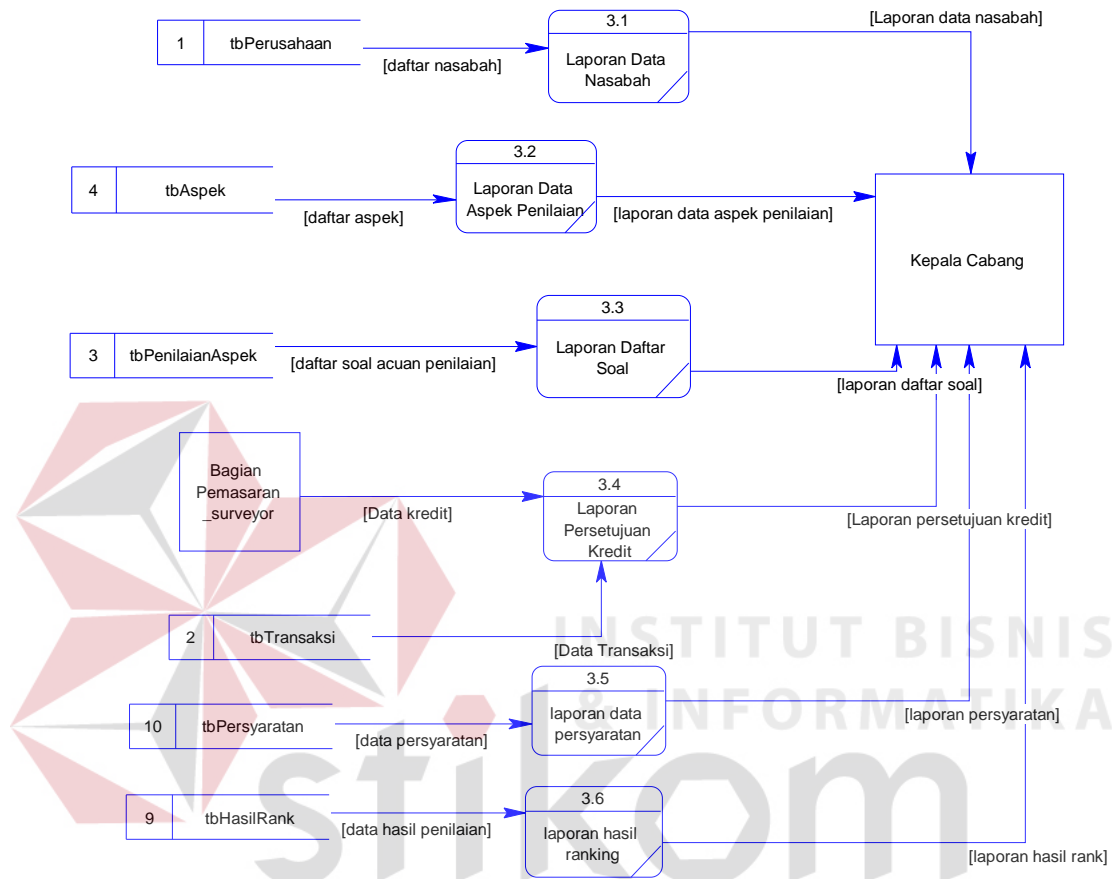 [Laporan data nasabah]
3.1
1 tbPerusahaan
[daftar nasabah]
Laporan Data
Nasabah
3.2
4 tbAspek
[daftar aspek]
Laporan Data
Aspek Penilaian
[laporan data aspek penilaian]
Kepala Cabang
3.3
3 tbPenilaianAspek
[daftar soal acuan penilaian]
Laporan Daftar
Soal
[laporan daftar soal]
Bagian
Pemasaran
_surveyor
[Data kredit]
3.4
Laporan
Persetujuan
Kredit
[Laporan persetujuan kredit]
2 tbTransaksi
[Data Transaksi]
3.5
10 tbPersyaratan
[data persyaratan]
laporan data
persyaratan
[laporan persyaratan]
3.6
9 tbHasilRank
[data hasil penilaian]
laporan hasil
ranking
[laporan hasil rank]
INSTITUT BISNIS
& INFORMATIKA
stikom